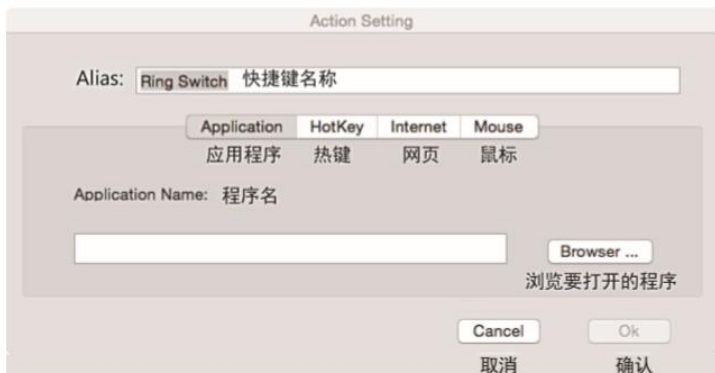 Action Setting
Alias: Ring Switch 快捷键名称
Application HotKey Internet Mouse
应用程序 热键 网页 鼠标
Application Name: 程序名
Browser ...
浏览要打开的程序
Cancel Ok
取消 确认